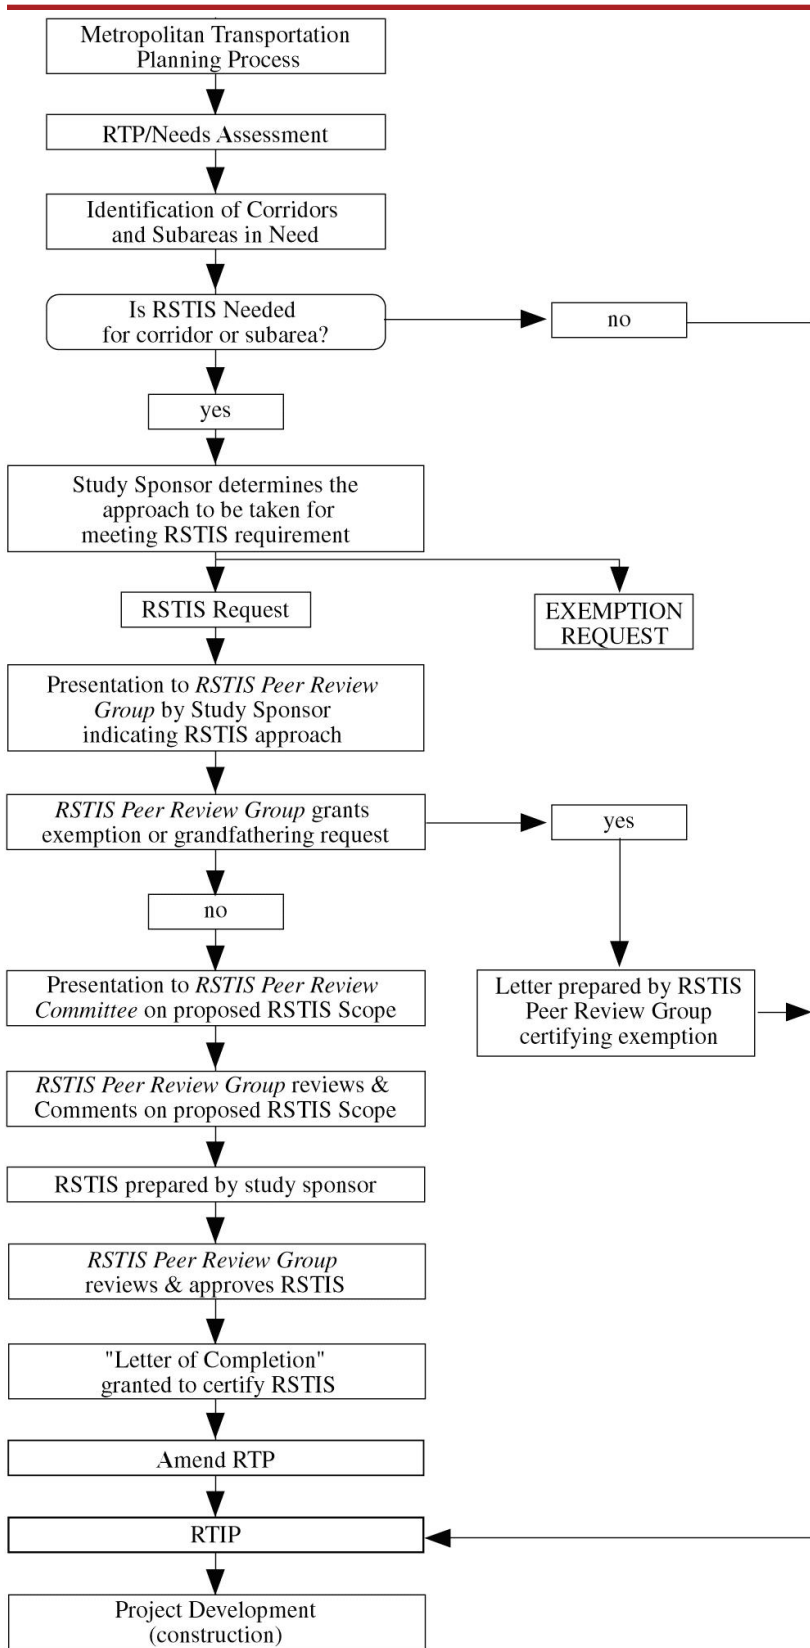 Metropolitan Transportation
Planning Process
RTP/Needs Assessment
Identification of Corridors
and Subareas in Need
Is RSTIS Needed
for corridor or subarea?
no
yes
Study Sponsor determines the
approach to be taken for
meeting RSTIS requirement
RSTIS Request
EXEMPTION
REQUEST
Presentation to RSTIS Peer Review
Group by Study Sponsor
indicating RSTIS approach
RSTIS Peer Review Group grants
exemption or grandfathering request
yes
no
Presentation to RSTIS Peer Review
Committee on proposed RSTIS Scope
Letter prepared by RSTIS
Peer Review Group
certifying exemption
RSTIS Peer Review Group reviews &
Comments on proposed RSTIS Scope
RSTIS prepared by study sponsor
RSTIS Peer Review Group
reviews & approves RSTIS
"Letter of Completion"
granted to certify RSTIS
Amend RTP
RTIP
Project Development
(construction)